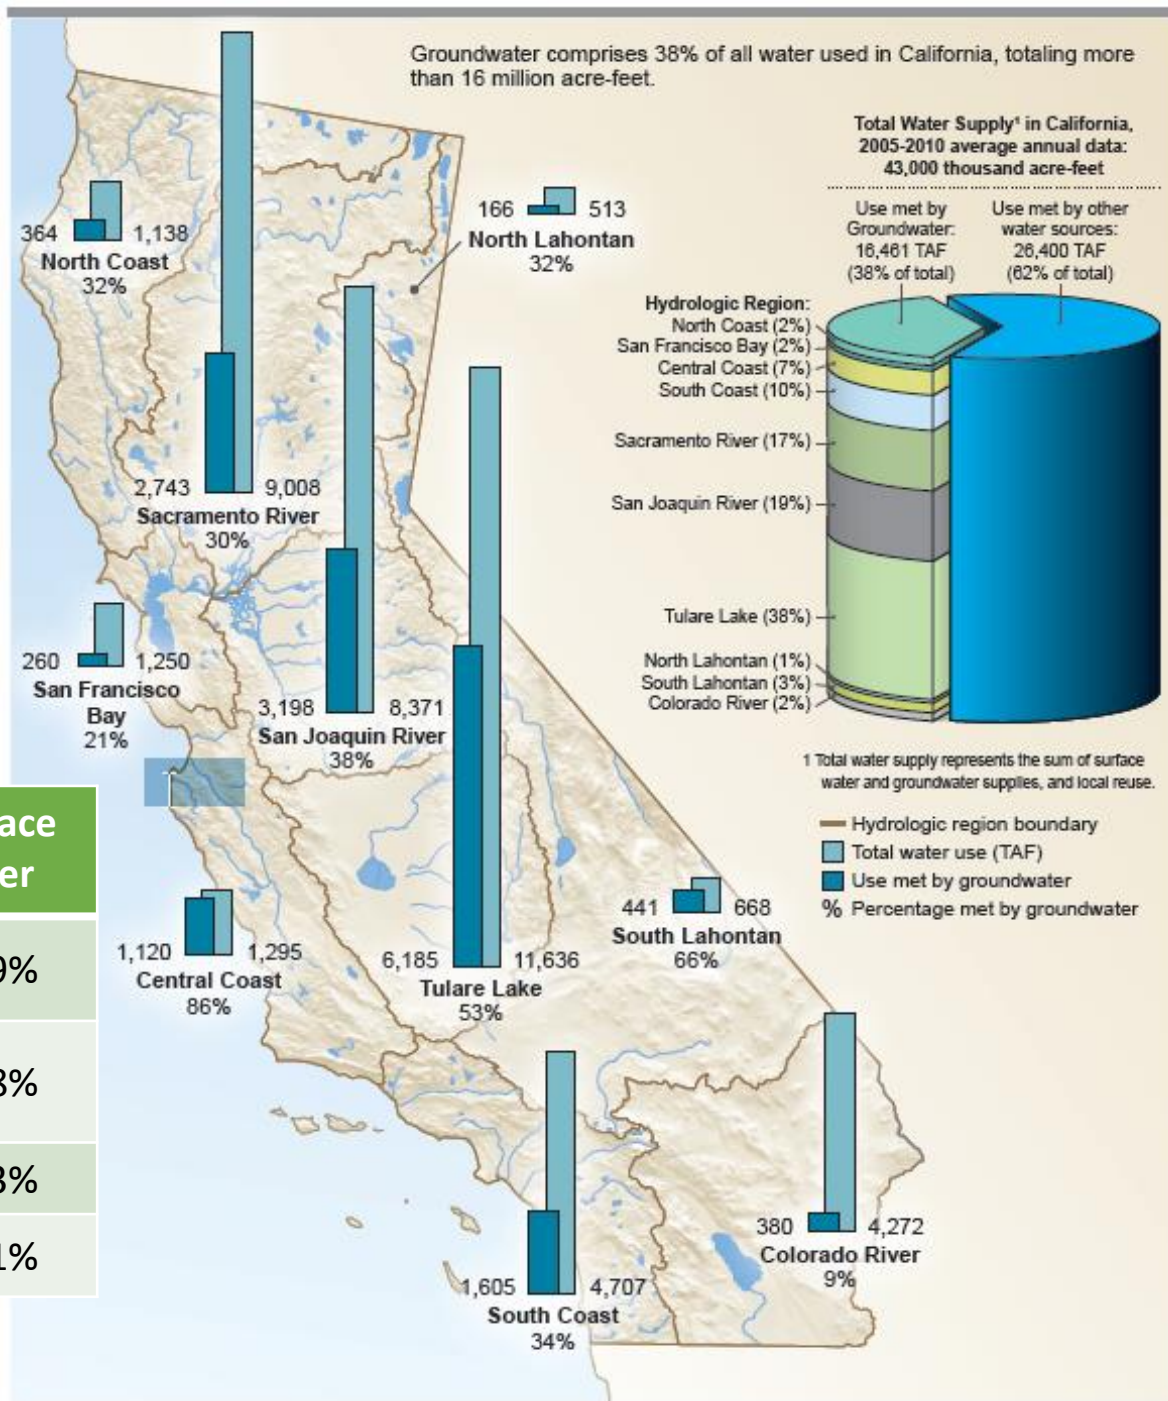 Groundwater comprises 38% of all water used in California, totaling more
than 16 million acre-feet.
Total Water Supply¹ in California,
2005-2010 average annual data:
43,000 thousand acre-feet
Use met by
Groundwater:
16,461 TAF
(38% of total)
Use met by other
water sources:
26,400 TAF
(62% of total)
Hydrologic Region:
North Coast (2%)
San Francisco Bay (2%)
Central Coast (7%)
South Coast (10%)
Sacramento River (17%)
San Joaquin River (19%)
Tulare Lake (38%)
North Lahontan (1%)
South Lahontan (3%)
Colorado River (2%)
1 Total water supply represents the sum of surface
water and groundwater supplies, and local reuse.
Hydrologic region boundary
Total water use (TAF)
Use met by groundwater
% Percentage met by groundwater
364 1,138
North Coast
32%
166 513
North Lahontan
32%
2,743 9,008
Sacramento River
30%
260 1,250
San Francisco
Bay
21%
3,198 8,371
San Joaquin River
38%
1,120 1,295
Central Coast
86%
6,185 11,636
Tulare Lake
53%
441 668
South Lahontan
66%
380 4,272
Colorado River
9%
1,605 4,707
South Coast
34%